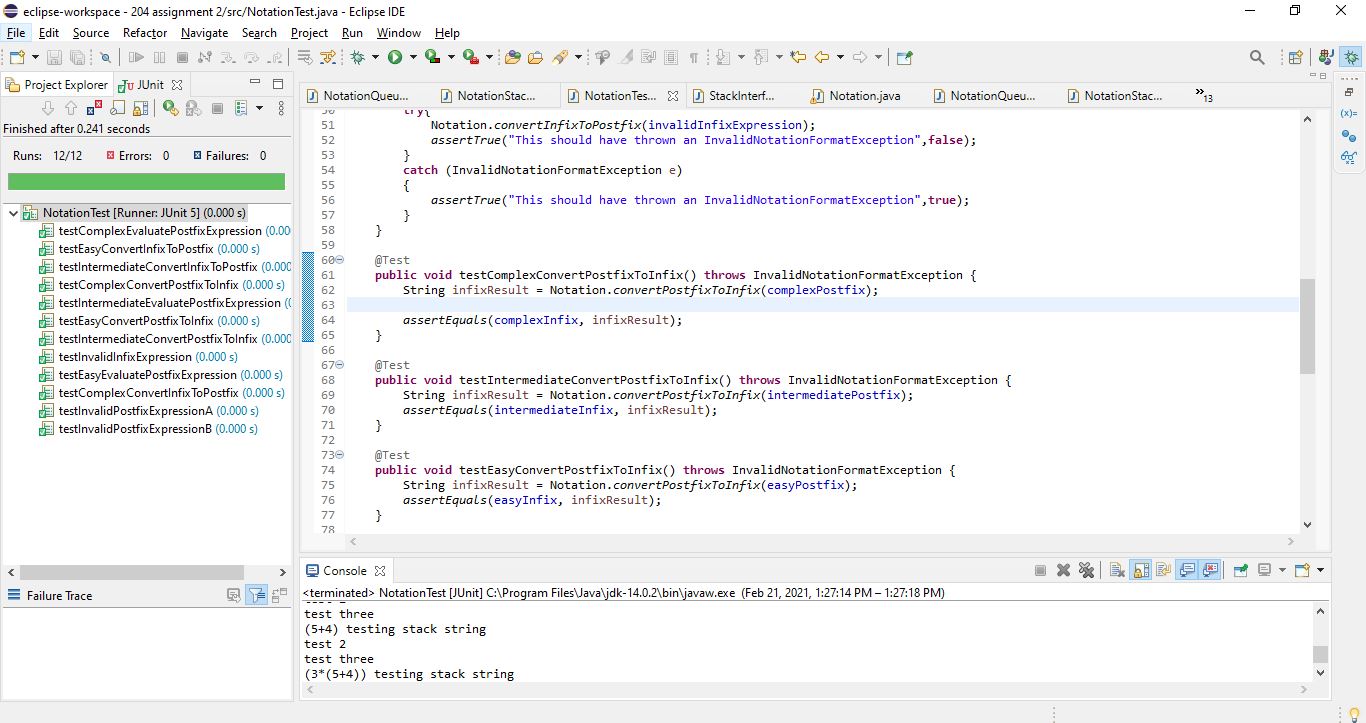 eclipse-workspace - 204 assignment 2/src/NotationTest.java - Eclipse IDE
File Edit Source Refactor Navigate Search Project Run Window Help
Project Explorer JUnit
Finished after 0.241 seconds
Runs: 12/12 Errors: 0 Failures: 0
NotationTest [Runner: JUnit 5] (0.000 s)
testComplexEvaluatePostfixExpression (0.00
testEasyConvertInfixToPostfix (0.000 s)
testIntermediateConvertInfixToPostfix (0.000
testComplexConvertPostfixToInfix (0.000 s)
testIntermediateEvaluatePostfixExpression (
testEasyConvertPostfixToInfix (0.000 s)
testIntermediateConvertPostfixToInfix (0.000
testInvalidInfixExpression (0.000 s)
testEasyEvaluatePostfixExpression (0.000 s)
testComplexConvertInfixToPostfix (0.000 s)
testInvalidPostfixExpressionA (0.000 s)
testInvalidPostfixExpressionB (0.000 s)
Failure Trace
NotationQueu... NotationStac... NotationTes... StackInterf... Notation.java NotationQueu... NotationStac... »13
50 try{
51 Notation.convertInfixToPostfix(invalidInfixExpression);
52 assertTrue("This should have thrown an InvalidNotationFormatException",false);
53 }
54 catch (InvalidNotationFormatException e)
55 {
56 assertTrue("This should have thrown an InvalidNotationFormatException",true);
57 }
58 }
59
60 @Test
61 public void testComplexConvertPostfixToInfix() throws InvalidNotationFormatException {
62 String infixResult = Notation.convertPostfixToInfix(complexPostfix);
63
64 assertEquals(complexInfix, infixResult);
65 }
66
67 @Test
68 public void testIntermediateConvertPostfixToInfix() throws InvalidNotationFormatException {
69 String infixResult = Notation.convertPostfixToInfix(intermediatePostfix);
70 assertEquals(intermediateInfix, infixResult);
71 }
72
73 @Test
74 public void testEasyConvertPostfixToInfix() throws InvalidNotationFormatException {
75 String infixResult = Notation.convertPostfixToInfix(easyPostfix);
76 assertEquals(easyInfix, infixResult);
77 }
78
(x)=
Console
<terminated> NotationTest [JUnit] C:\Program Files\Java\jdk-14.0.2\bin\javaw.exe (Feb 21, 2021, 1:27:14 PM – 1:27:18 PM)
test 2
test three
(5+4) testing stack string
test 2
test three
(3*(5+4)) testing stack string